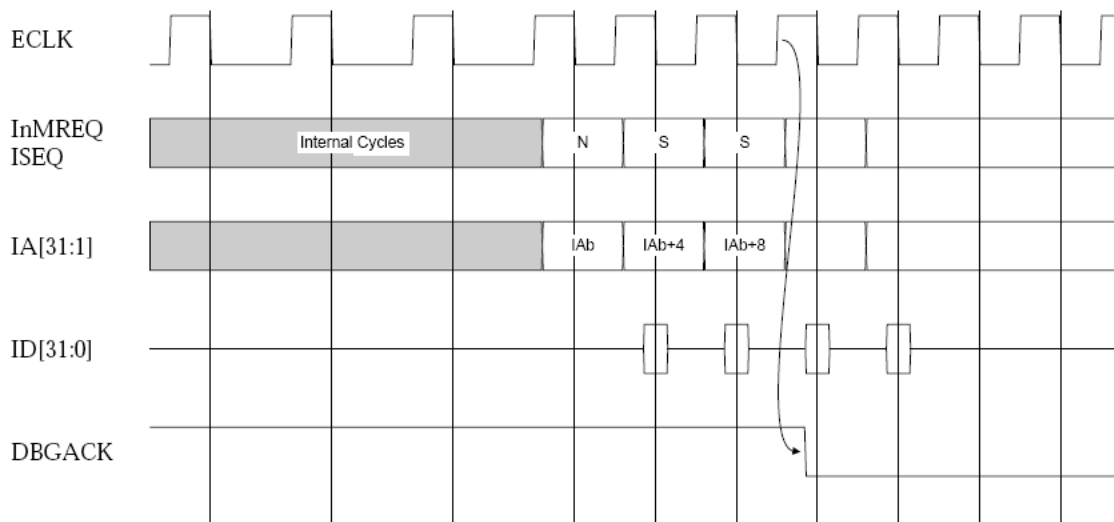 ECLK
InMREQ
ISEQ
Internal Cycles
N
S
S
IA[31:1]
IAb
IAb+4
IAb+8
ID[31:0]
DBGACK